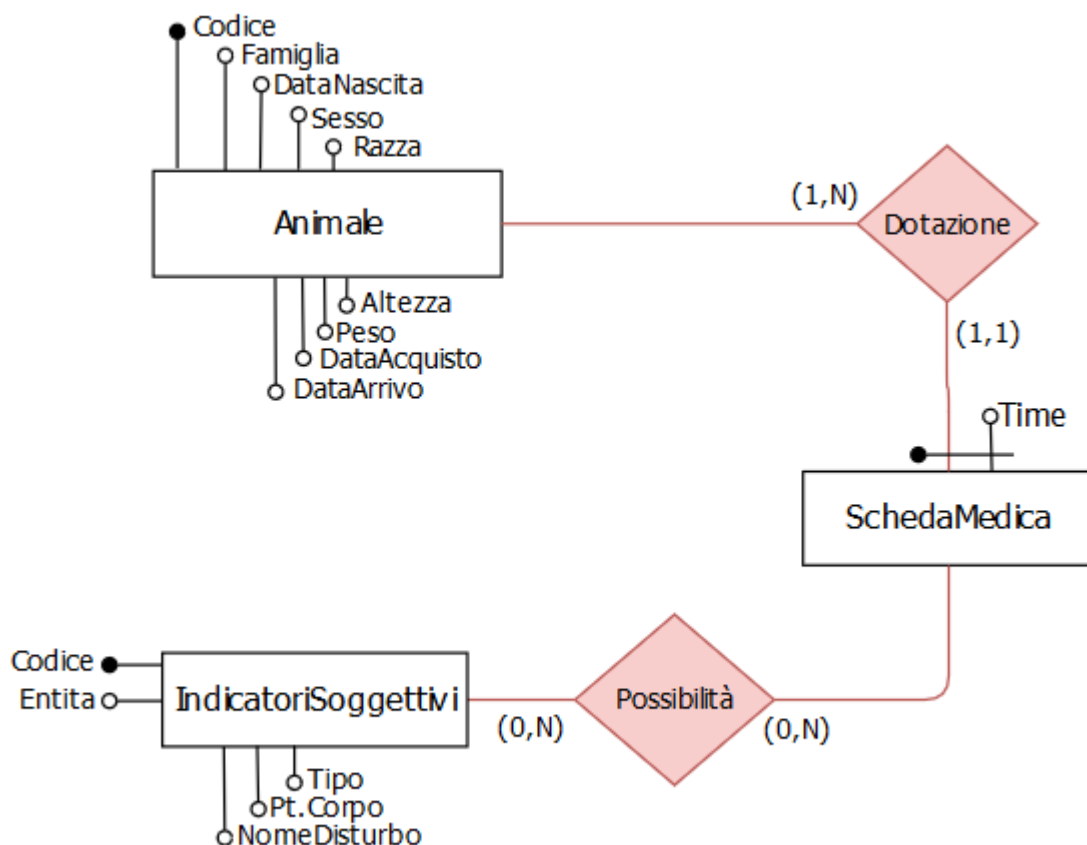 Codice
Famiglia
DataNascita
Sesso
Razza
Animale
(1,N)
Dotazione
Altezza
Peso
DataAcquisto
DataArrivo
(1,1)
Time
SchedaMedica
Codice
Entita
IndicatoriSoggettivi
(0,N)
Possibilità
(0,N)
Tipo
Pt.Corpo
NomeDisturbo